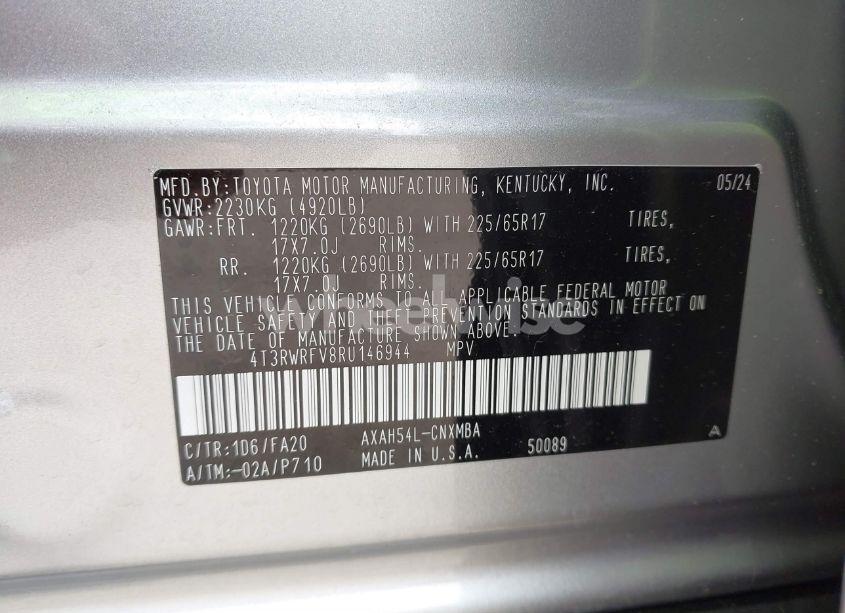 MFD.BY:TOYOTA MOTOR MANUFACTURING, KENTUCKY, INC. 05/24
GVWR:2230KG (4920LB)
GAWR:FRT. 1220KG (2690LB) WITH 225/65R17 TIRES,
17X7.0J RIMS.
RR. 1220KG (2690LB) WITH 225/65R17 TIRES,
17X7.0J RIMS.
THIS VEHICLE CONFORMS TO ALL APPLICABLE FEDERAL MOTOR
VEHICLE SAFETY AND THEFT PREVENTION STANDARDS IN EFFECT ON
THE DATE OF MANUFACTURE SHOWN ABOVE.
4T3RWRFV8RU146944 MPV
C/TR:1D6/FA20 AXAH54L-CNXMBA
A/TM:-02A/P710 MADE IN U.S.A. 50089 A